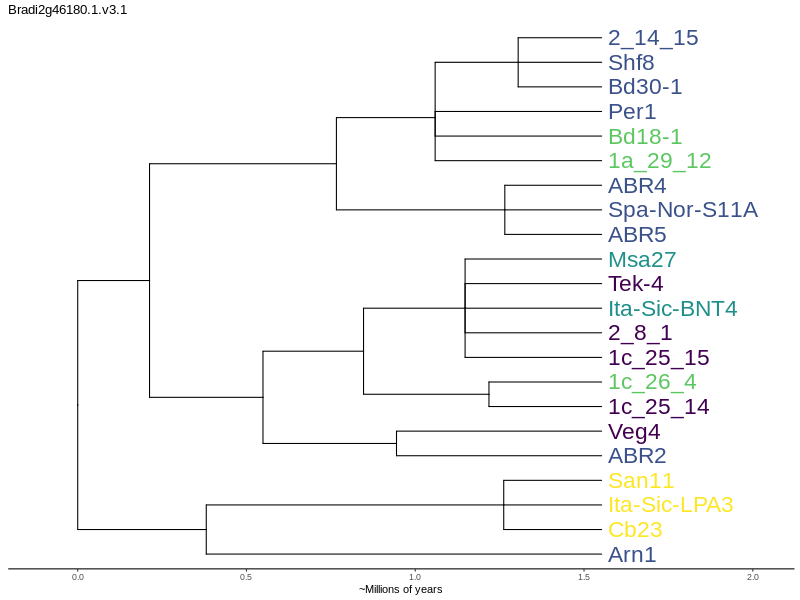 Bradi2g46180.1.v3.1
2_14_15
Shf8
Bd30-1
Per1
Bd18-1
1a_29_12
ABR4
Spa-Nor-S11A
ABR5
Msa27
Tek-4
Ita-Sic-BNT4
2_8_1
1c_25_15
1c_26_4
1c_25_14
Veg4
ABR2
San11
Ita-Sic-LPA3
Cb23
Arn1
0.0 0.5 1.0 1.5 2.0
~Millions of years